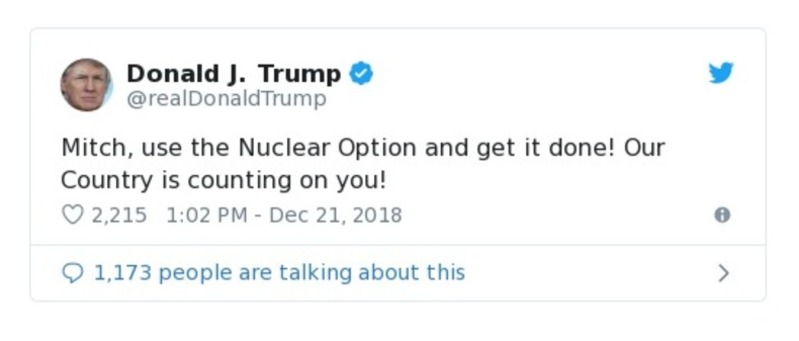 Donald J. Trump
@realDonaldTrump
Mitch, use the Nuclear Option and get it done! Our
Country is counting on you!
2,215 1:02 PM - Dec 21, 2018
1,173 people are talking about this